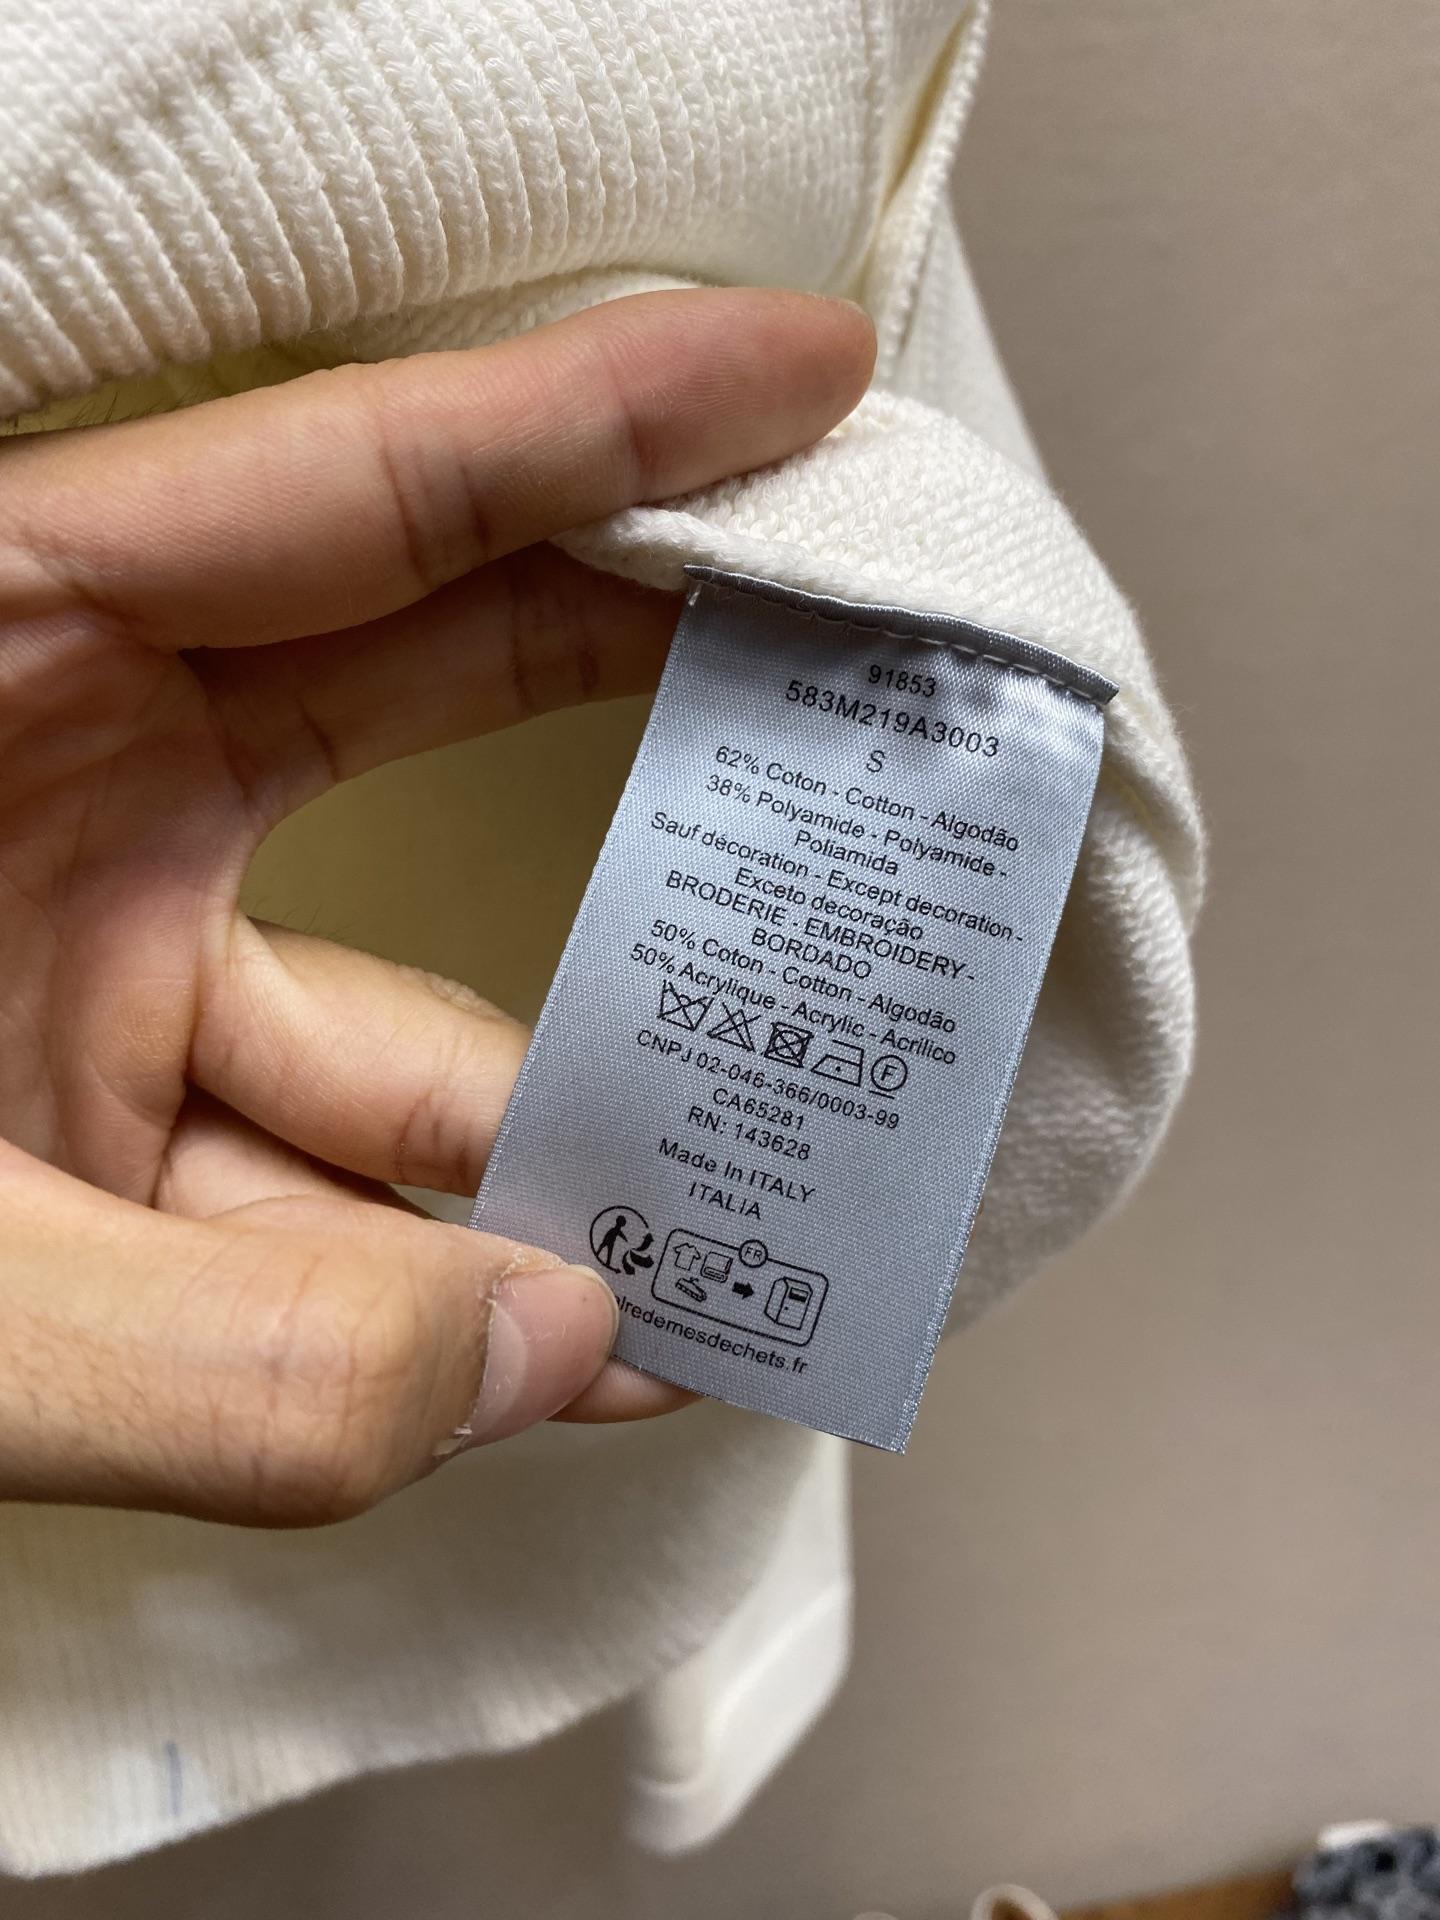 91853
583M219A3003
S
62% Coton - Cotton - Algodão
38% Polyamide - Polyamide -
Poliamida
Sauf décoration - Except decoration -
Exceto decoração
BRODERIE - EMBROIDERY -
BORDADO
50% Coton - Cotton - Algodão
50% Acrylique - Acrylic - Acrilico
F
CNPJ 02-046-366/0003-99
CA65281
RN: 143628
Made In ITALY
ITALIA
FR
iredemesdechets.fr